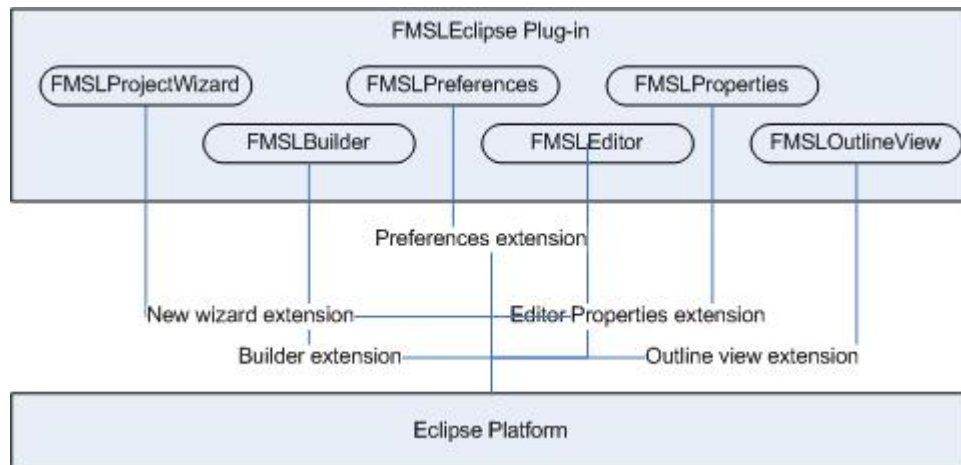 FMSLEclipse Plug-in
FMSLProjectWizard
FMSLPreferences
FMSLProperties
FMSLBuilder
FMSLEditor
FMSLOutlineView
Preferences extension
New wizard extension
Editor Properties extension
Builder extension
Outline view extension
Eclipse Platform